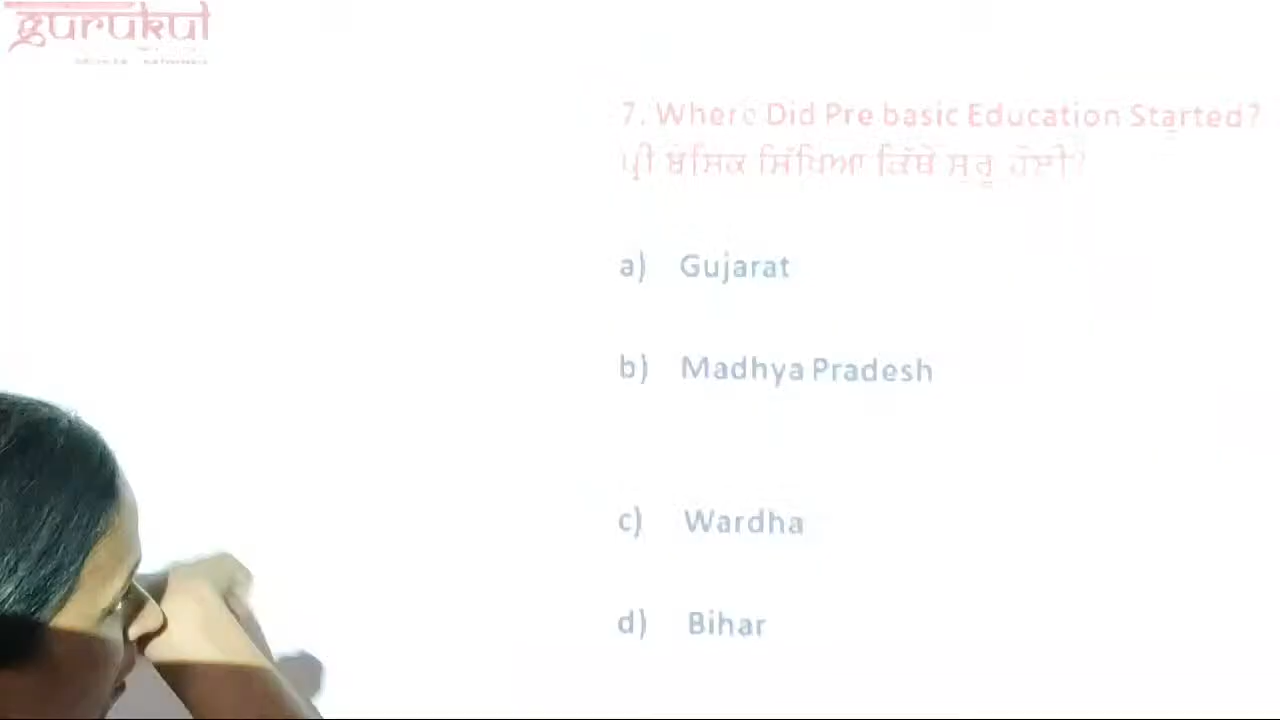 gurukul
7. Where Did Pre basic Education Started?
ਪ੍ਰੀ ਬੇਸਿਕ ਸਿੱਖਿਆ ਕਿੱਥੇ ਸ਼ੁਰੂ ਹੋਈ?
a) Gujarat
b) Madhya Pradesh
c) Wardha
d) Bihar